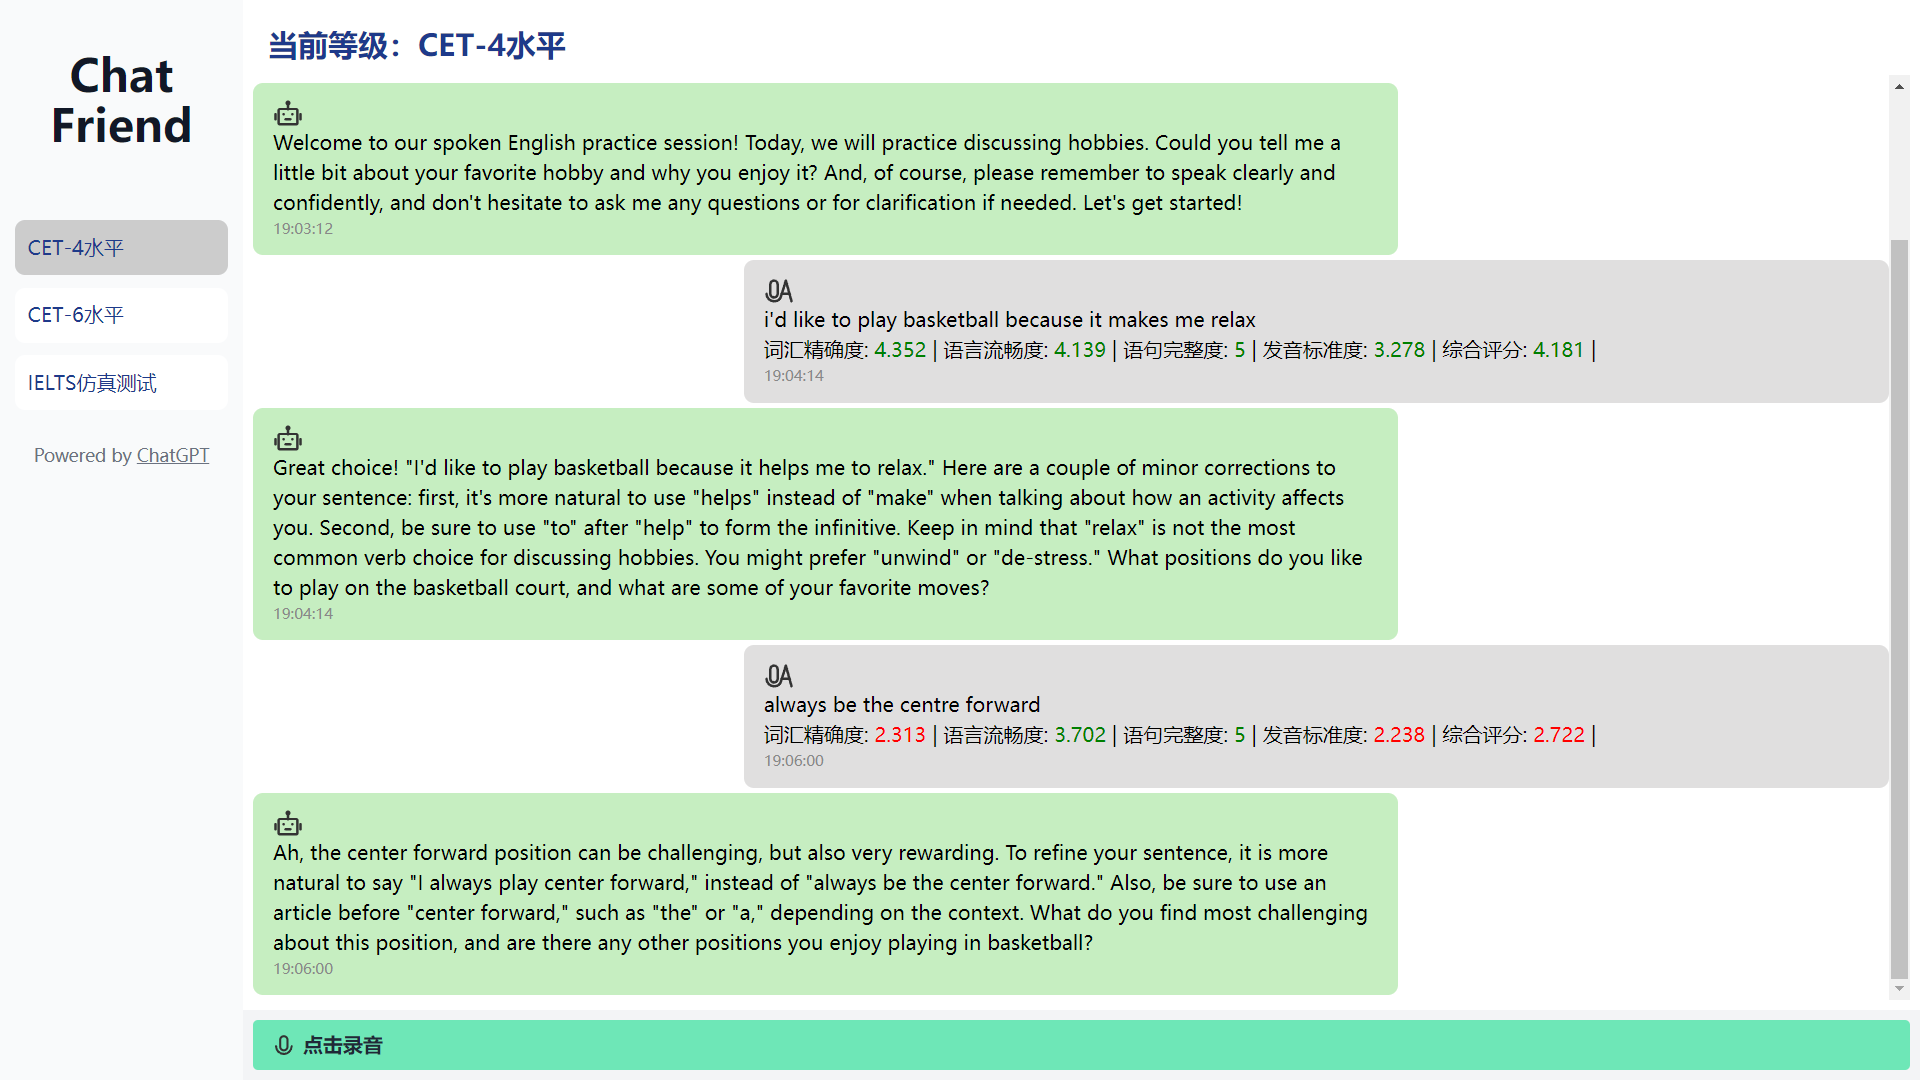 Chat
Friend
CET-4水平
CET-6水平
IELTS仿真测试
Powered by ChatGPT
当前等级：CET-4水平
Welcome to our spoken English practice session! Today, we will practice discussing hobbies. Could you tell me a
little bit about your favorite hobby and why you enjoy it? And, of course, please remember to speak clearly and
confidently, and don't hesitate to ask me any questions or for clarification if needed. Let's get started!
19:03:12
i'd like to play basketball because it makes me relax
词汇精确度: 4.352 | 语言流畅度: 4.139 | 语句完整度: 5 | 发音标准度: 3.278 | 综合评分: 4.181 |
19:04:14
Great choice! "I'd like to play basketball because it helps me to relax." Here are a couple of minor corrections to
your sentence: first, it's more natural to use "helps" instead of "make" when talking about how an activity affects
you. Second, be sure to use "to" after "help" to form the infinitive. Keep in mind that "relax" is not the most
common verb choice for discussing hobbies. You might prefer "unwind" or "de-stress." What positions do you like
to play on the basketball court, and what are some of your favorite moves?
19:04:14
always be the centre forward
词汇精确度: 2.313 | 语言流畅度: 3.702 | 语句完整度: 5 | 发音标准度: 2.238 | 综合评分: 2.722 |
19:06:00
Ah, the center forward position can be challenging, but also very rewarding. To refine your sentence, it is more
natural to say "I always play center forward," instead of "always be the center forward." Also, be sure to use an
article before "center forward," such as "the" or "a," depending on the context. What do you find most challenging
about this position, and are there any other positions you enjoy playing in basketball?
19:06:00
点击录音